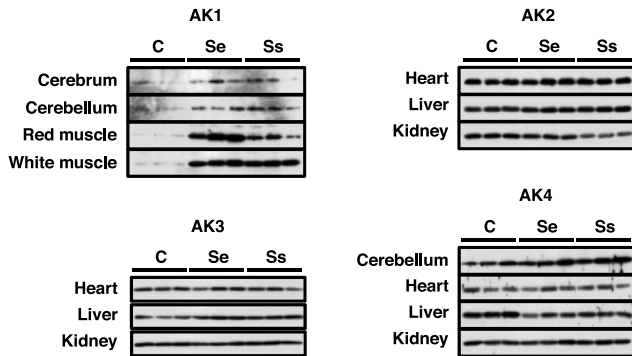 AK1
C Se Ss
Cerebrum
Cerebellum
Red muscle
White muscle
AK2
C Se Ss
Heart
Liver
Kidney
AK3
C Se Ss
Heart
Liver
Kidney
AK4
C Se Ss
Cerebellum
Heart
Liver
Kidney